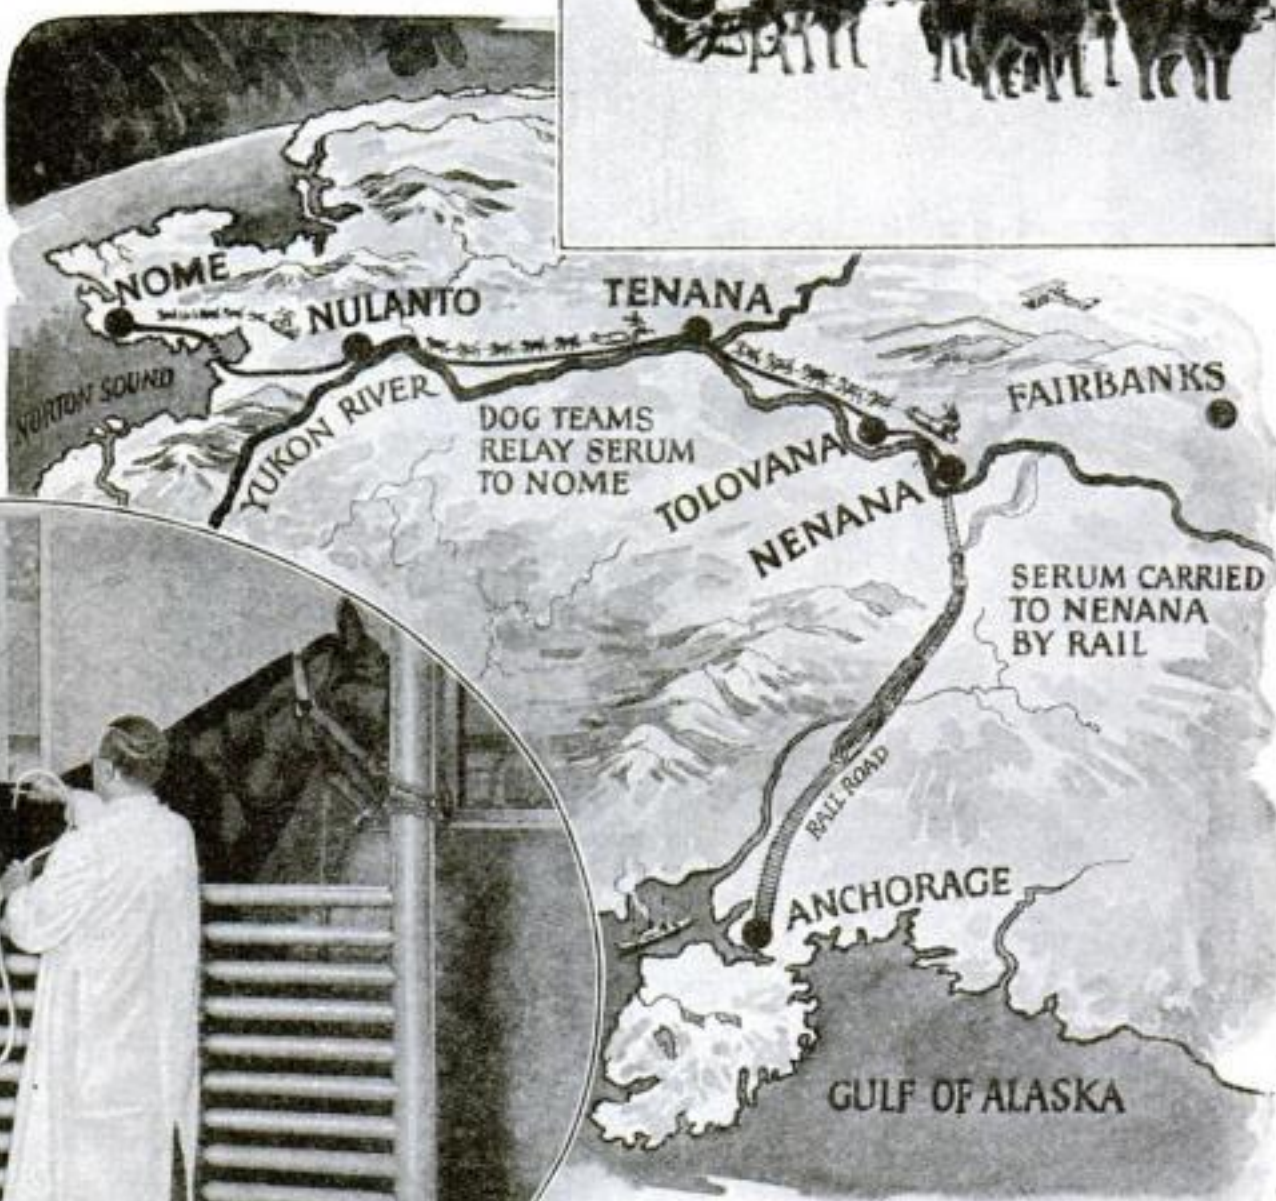 NOME
NULANTO
TENANA
NORTON SOUND
YUKON RIVER
DOG TEAMS
RELAY SERUM
TO NOME
FAIRBANKS
TOLOVANA
NENANA
SERUM CARRIED
TO NENANA
BY RAIL
RAIL ROAD
ANCHORAGE
GULF OF ALASKA